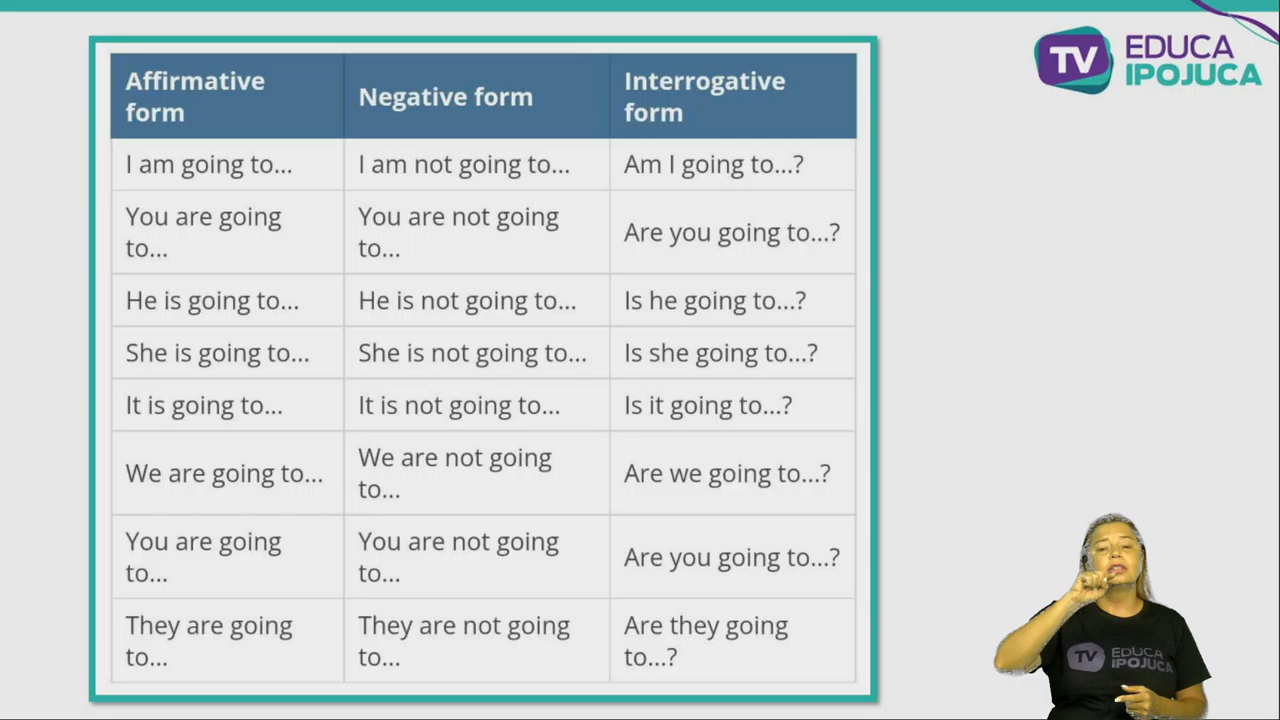 TV EDUCA
IPOJUCA
Affirmative
form
Negative form
Interrogative
form
I am going to...
I am not going to...
Am I going to...?
You are going
to...
You are not going
to...
Are you going to...?
He is going to...
He is not going to...
Is he going to...?
She is going to...
She is not going to...
Is she going to...?
It is going to...
It is not going to...
Is it going to...?
We are going to...
We are not going
to...
Are we going to...?
You are going
to...
You are not going
to...
Are you going to...?
They are going
to...
They are not going
to...
Are they going
to...?
TV EDUCA
IPOJUCA